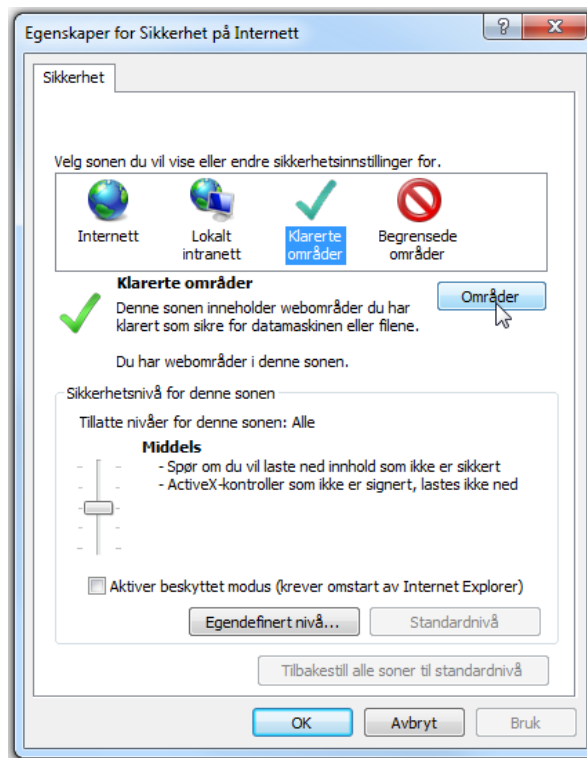 Egenskaper for Sikkerhet på Internett
Sikkerhet
Velg sonen du vil vise eller endre sikkerhetsinnstillinger for.
Internett
Lokalt
intranett
Klarerte
områder
Begrensede
områder
Klarerte områder
Denne sonen inneholder webområder du har
klarert som sikre for datamaskinen eller filene.
Du har webområder i denne sonen.
Områder
Sikkerhetsnivå for denne sonen
Tillatte nivåer for denne sonen: Alle
Middels
- Spør om du vil laste ned innhold som ikke er sikkert
- ActiveX-kontroller som ikke er signert, lastes ikke ned
Aktiver beskyttet modus (krever omstart av Internet Explorer)
Egendefinert nivå...
Standardnivå
Tilbakestill alle soner til standardnivå
OK
Avbryt
Bruk